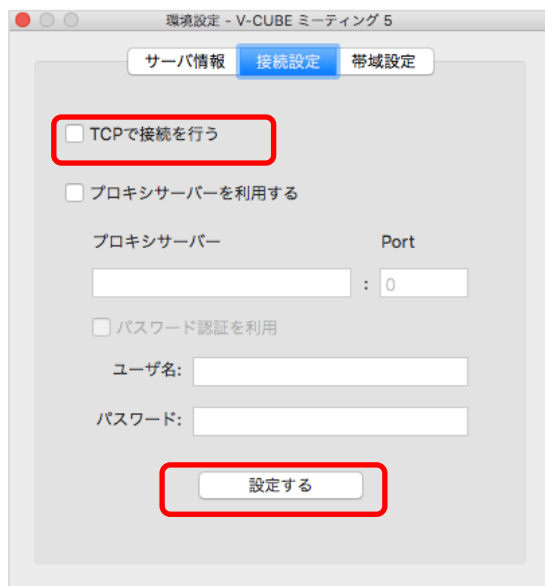 環境設定 - V-CUBE ミーティング 5
サーバ情報 接続設定 帯域設定
TCPで接続を行う
プロキシサーバーを利用する
プロキシサーバー Port
: 0
パスワード認証を利用
ユーザ名:
パスワード:
設定する